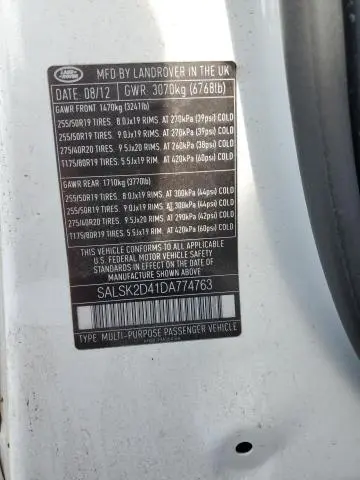 LAND ROVER
MFD BY LANDROVER IN THE UK
DATE: 08/12 GWR: 3070kg (6768lb)
GAWR FRONT 1470kg (3241lb)
255/50R19 TIRES. 8.0Jx19 RIMS. AT 270kPa (39psi) COLD
255/50R19 TIRES. 9.0Jx19 RIMS. AT 270kPa (39psi) COLD
275/40R20 TIRES. 9.5Jx20 RIMS. AT 260kPa (38psi) COLD
T175/80R19 TIRES. 5.5Jx19 RIM. AT 420kPa (60psi) COLD
GAWR REAR: 1710kg (3770lb)
255/50R19 TIRES. 8.0Jx19 RIMS. AT 300kPa (44psi) COLD
255/50R19 TIRES. 9.0Jx19 RIMS. AT 300kPa (44psi) COLD
275/40R20 TIRES. 9.5Jx20 RIMS. AT 290kPa (42psi) COLD
T175/80R19 TIRES. 5.5Jx19 RIM. AT 420kPa (60psi) COLD
THIS VEHICLE CONFORMS TO ALL APPLICABLE
U.S. FEDERAL MOTOR VEHICLE SAFETY
STANDARDS IN EFFECT ON THE DATE OF
MANUFACTURE SHOWN ABOVE
SALSK2D41DA774763
TYPE: MULTI-PURPOSE PASSENGER VEHICLE